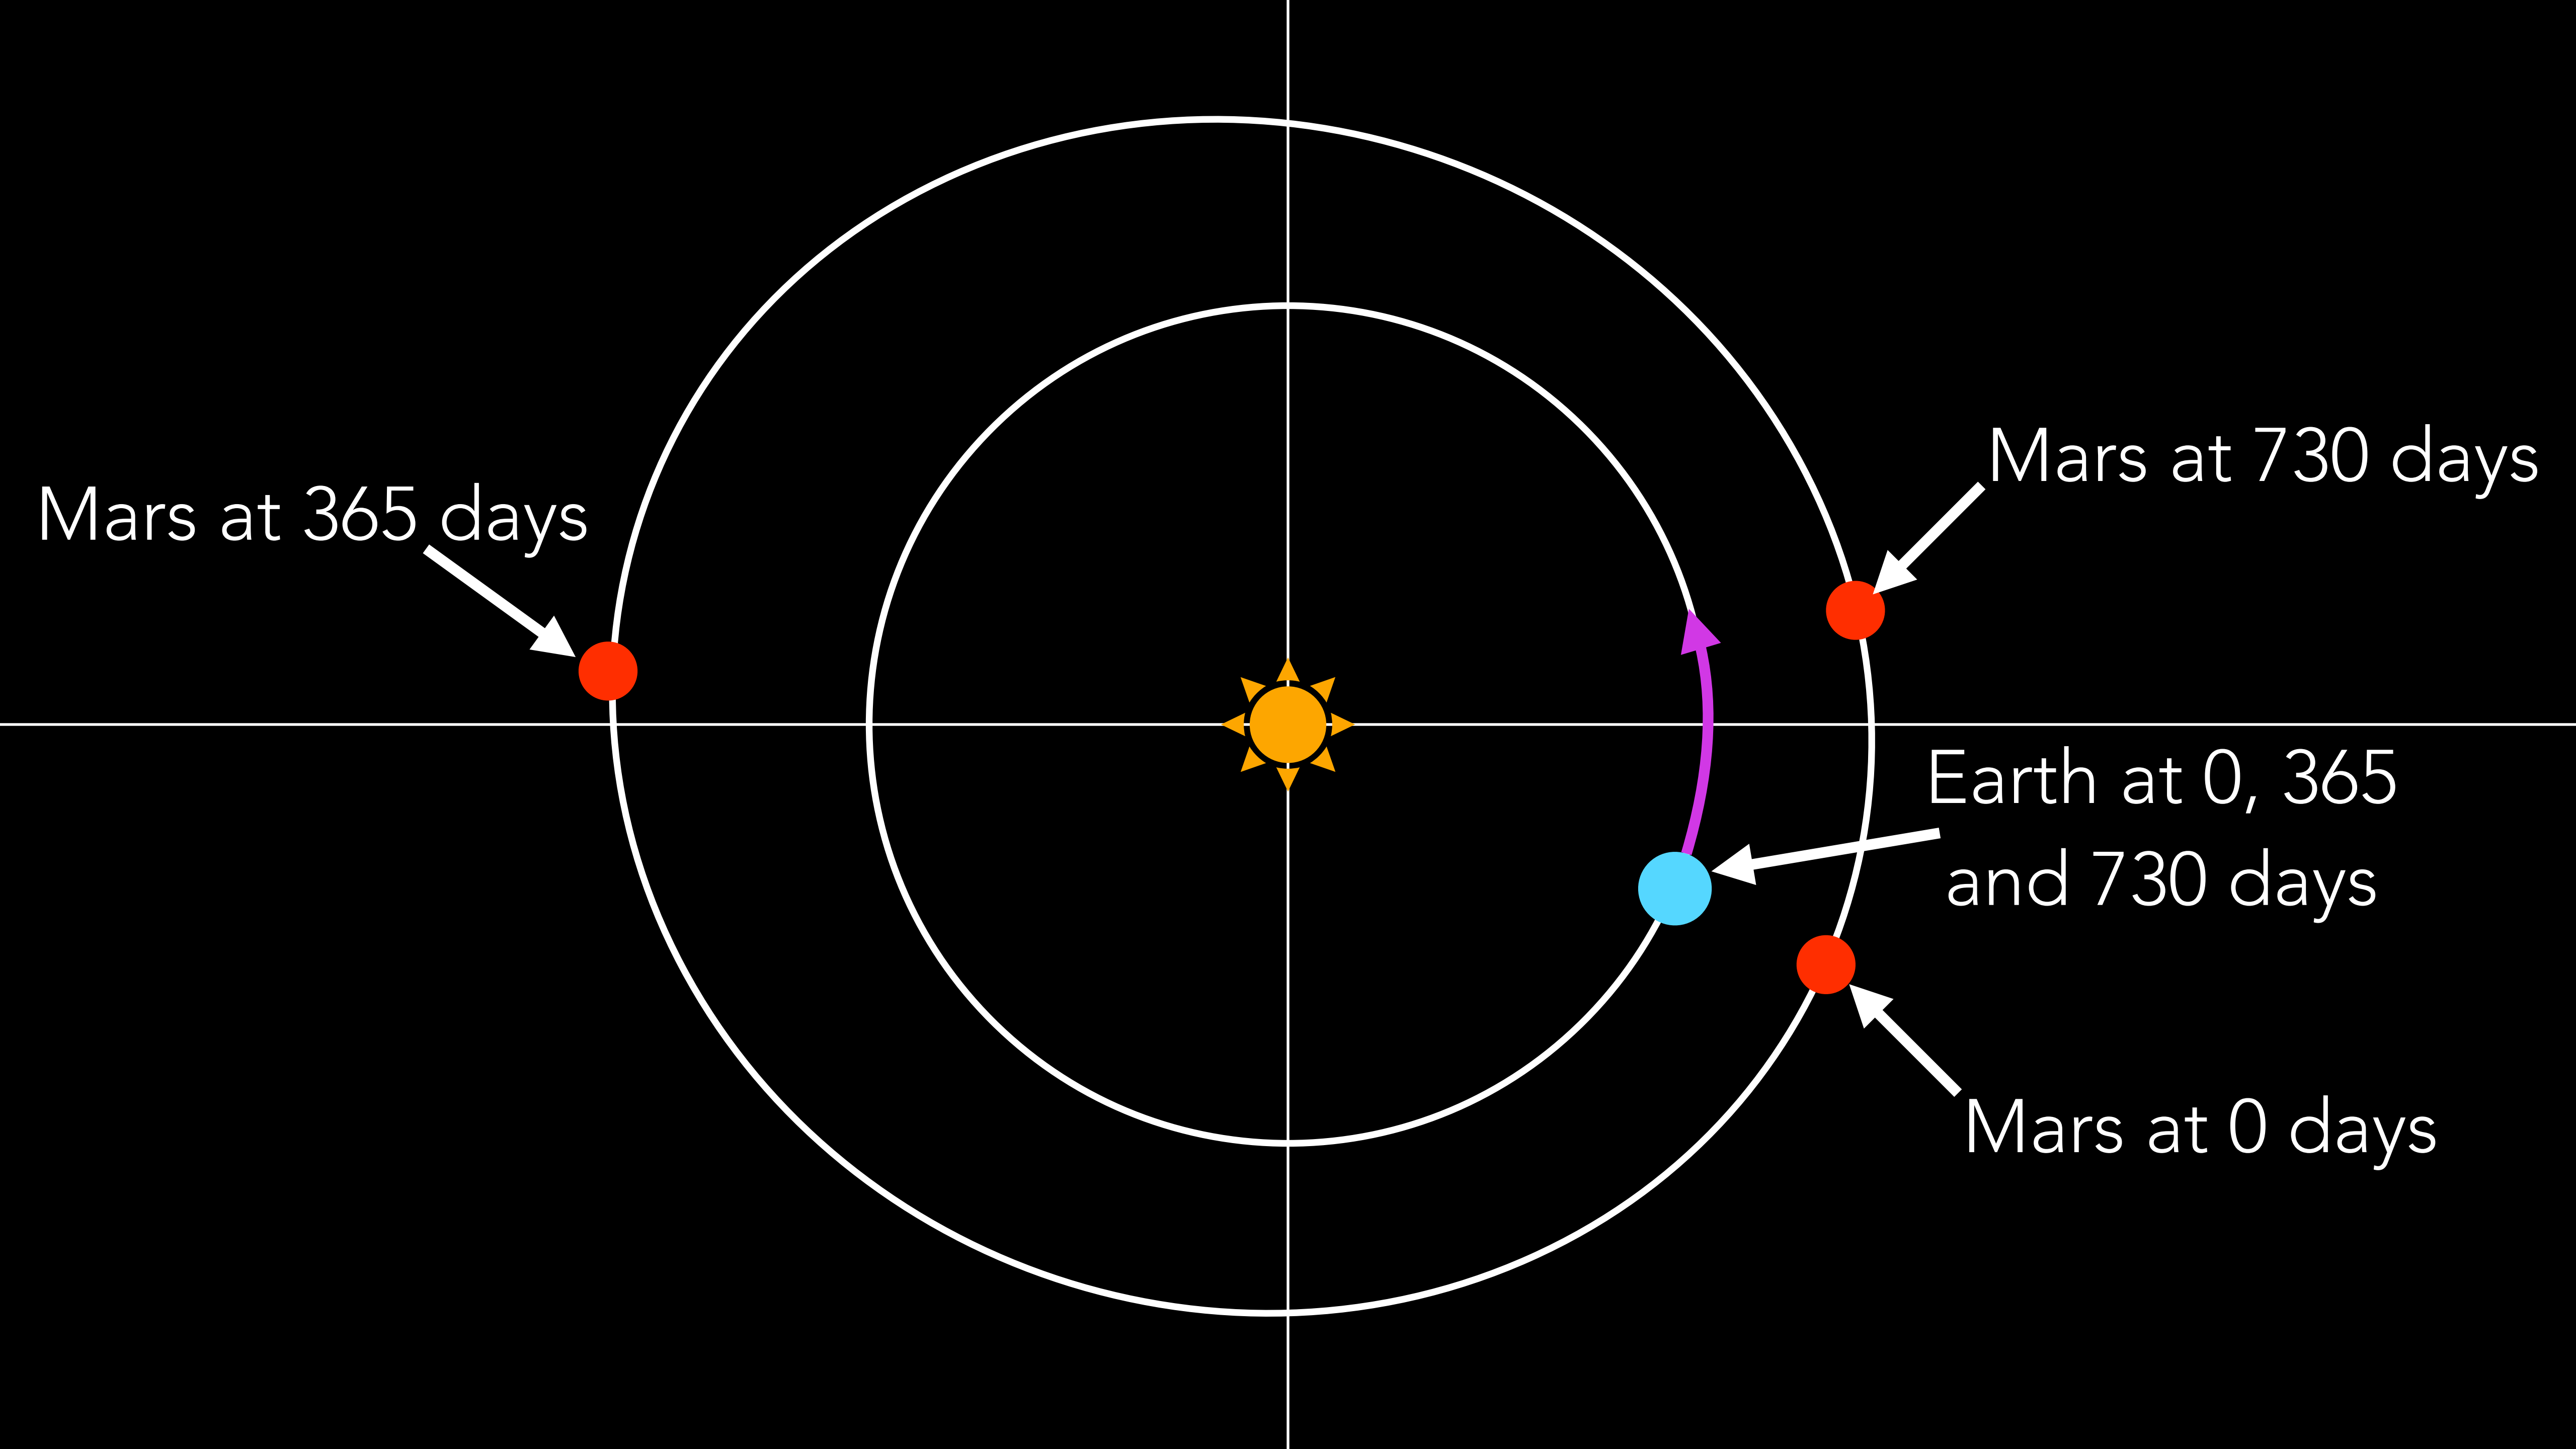 Mars at 730 days
Mars at 365 days
Earth at 0, 365
and 730 days
Mars at 0 days